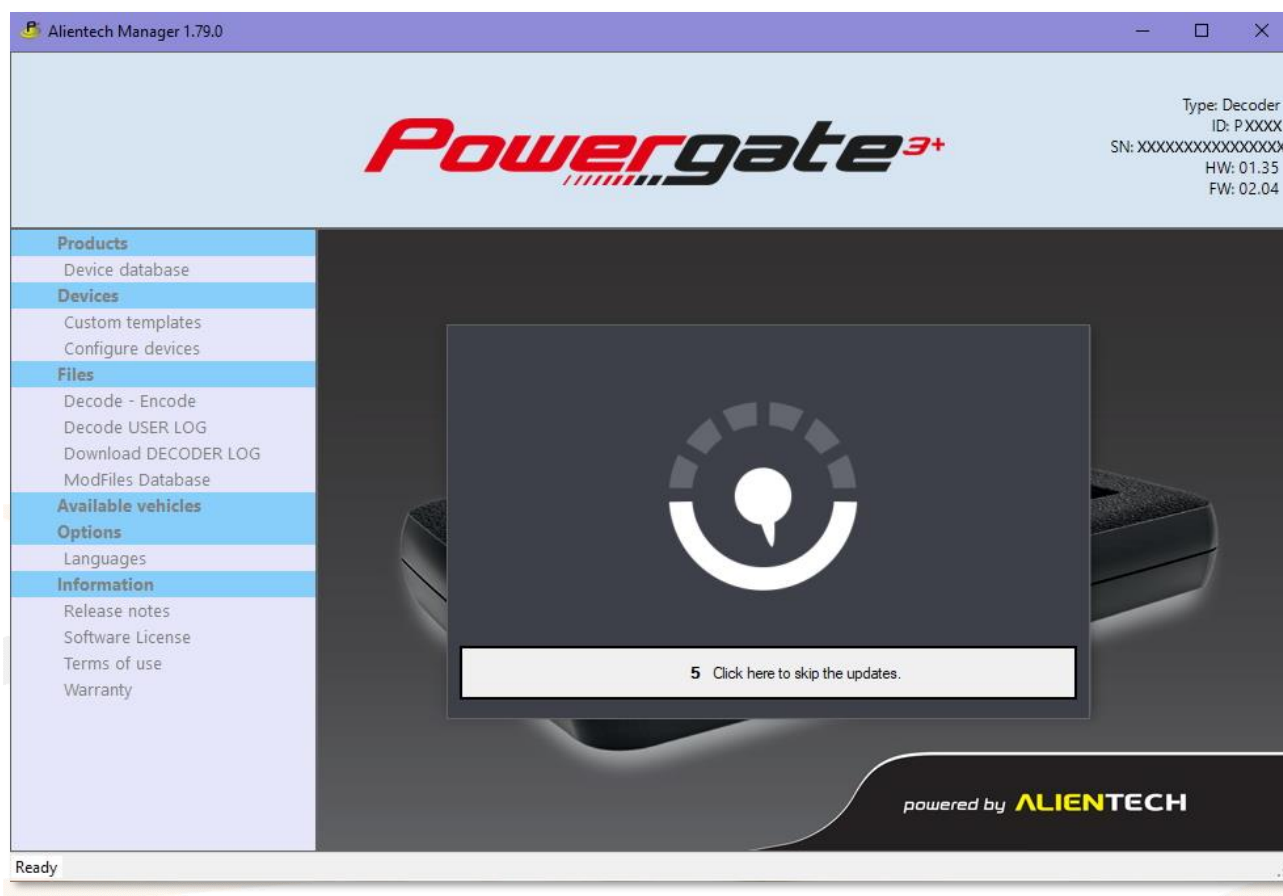 Alientech Manager 1.79.0
Powergate3+
Type: Decoder
ID: PXXXX
SN: XXXXXXXXXXXXXXXX
HW: 01.35
FW: 02.04
Products
Device database
Devices
Custom templates
Configure devices
Files
Decode - Encode
Decode USER LOG
Download DECODER LOG
ModFiles Database
Available vehicles
Options
Languages
Information
Release notes
Software License
Terms of use
Warranty
5 Click here to skip the updates.
powered by ALIENTECH
Ready